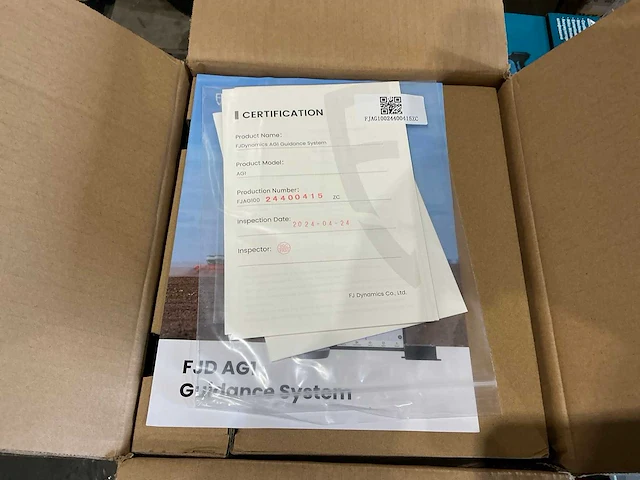 CERTIFICATION
FJAG10024400415ZC
Product Name:
FJDynamics AG1 Guidance System
Product Model:
AG1
Production Number:
FJAG100 24400415 ZC
Inspection Date: 2024-04-24
Inspector:
FJ Dynamics Co., Ltd.
FJD AG1
Guidance System